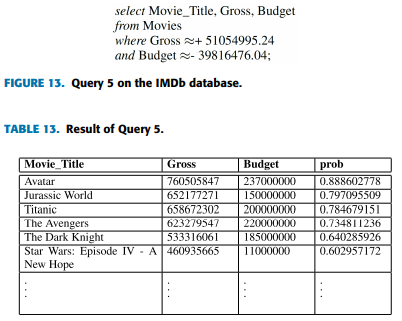 select Movie_Title, Gross, Budget
from Movies
where Gross ≈+ 51054995.24
and Budget ≈- 39816476.04;
FIGURE 13. Query 5 on the IMDb database.
TABLE 13. Result of Query 5.
Movie_Title Gross Budget prob
Avatar 760505847 237000000 0.888602778
Jurassic World 652177271 150000000 0.797095509
Titanic 658672302 200000000 0.784679151
The Avengers 623279547 220000000 0.734811236
The Dark Knight 533316061 185000000 0.640285926
Star Wars: Episode IV - A 460935665 11000000 0.602957172
New Hope
. . . .
. . . .
. . . .